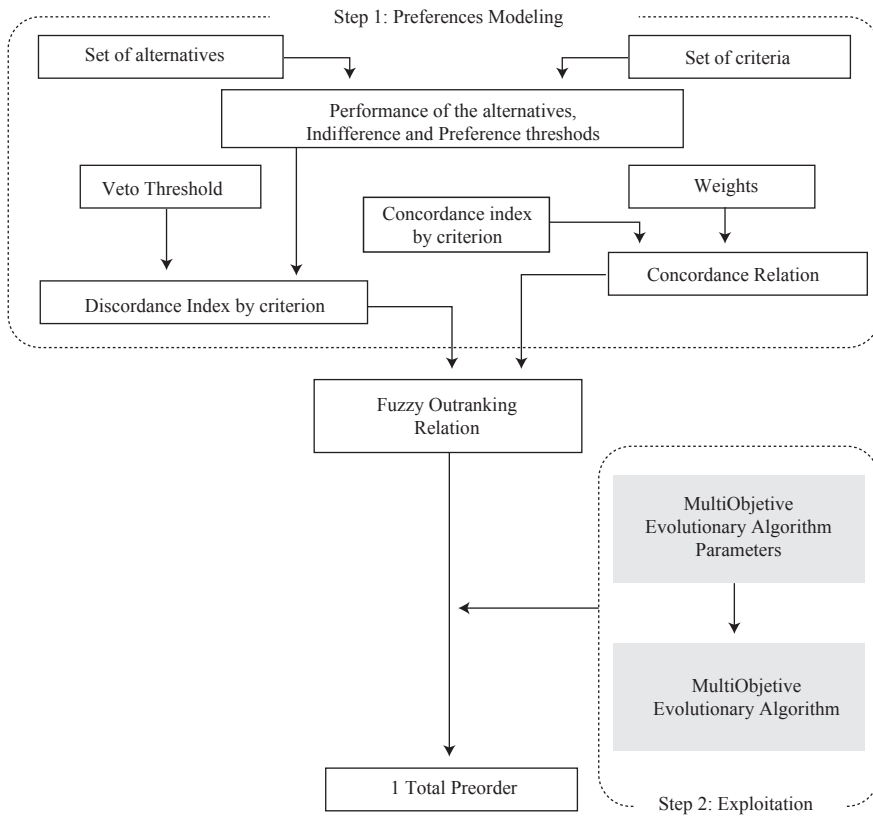 Step 1: Preferences Modeling
Set of alternatives
Set of criteria
Performance of the alternatives,
Indifference and Preference threshods
Veto Threshold
Weights
Concordance index
by criterion
Concordance Relation
Discordance Index by criterion
Fuzzy Outranking
Relation
MultiObjetive
Evolutionary Algorithm
Parameters
MultiObjetive
Evolutionary Algorithm
1 Total Preorder
Step 2: Exploitation